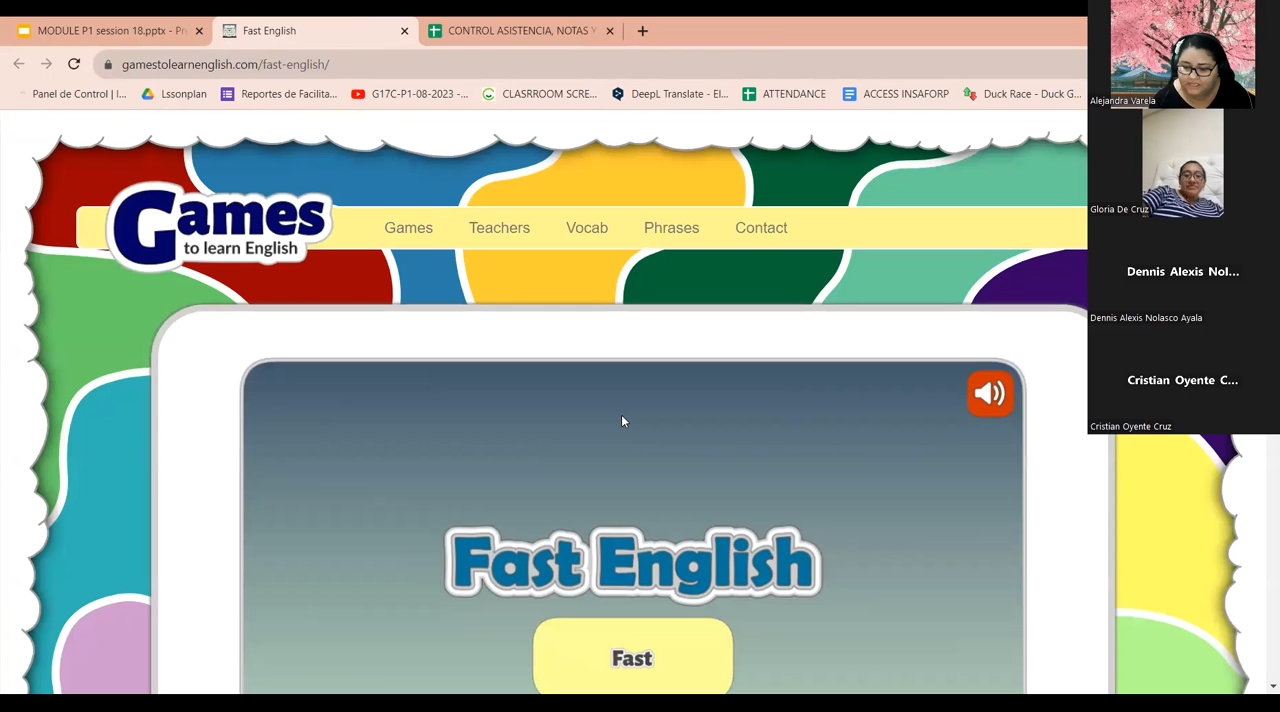 MODULE P1 session 18.pptx - Pr
Fast English
CONTROL ASISTENCIA, NOTAS Y
gamestolearnenglish.com/fast-english/
Panel de Control | I...
Lssonplan
Reportes de Facilita...
G17C-P1-08-2023 -...
CLASRROOM SCRE...
DeepL Translate - El...
ATTENDANCE
ACCESS INSAFORP
Duck Race - Duck G...
Games
to learn English
Games
Teachers
Vocab
Phrases
Contact
Fast English
Fast
Alejandra Varela
Gloria De Cruz
Dennis Alexis Nol...
Dennis Alexis Nolasco Ayala
Cristian Oyente C...
Cristian Oyente Cruz